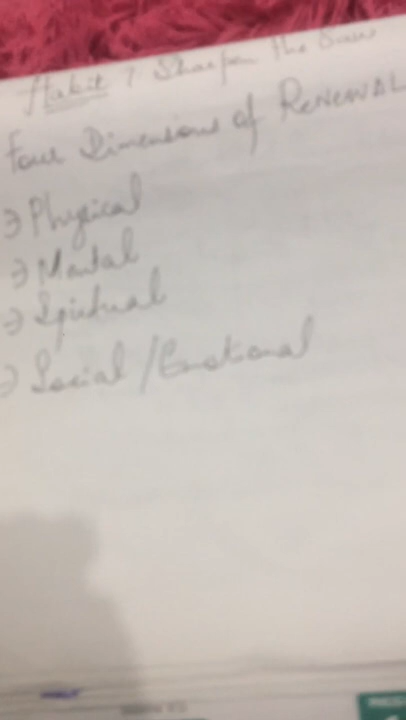 Habit 7 Sharpen the Saw
Four Dimensions of RENEWAL
→ Physical
→ Mental
→ Spiritual
→ Social / Emotional